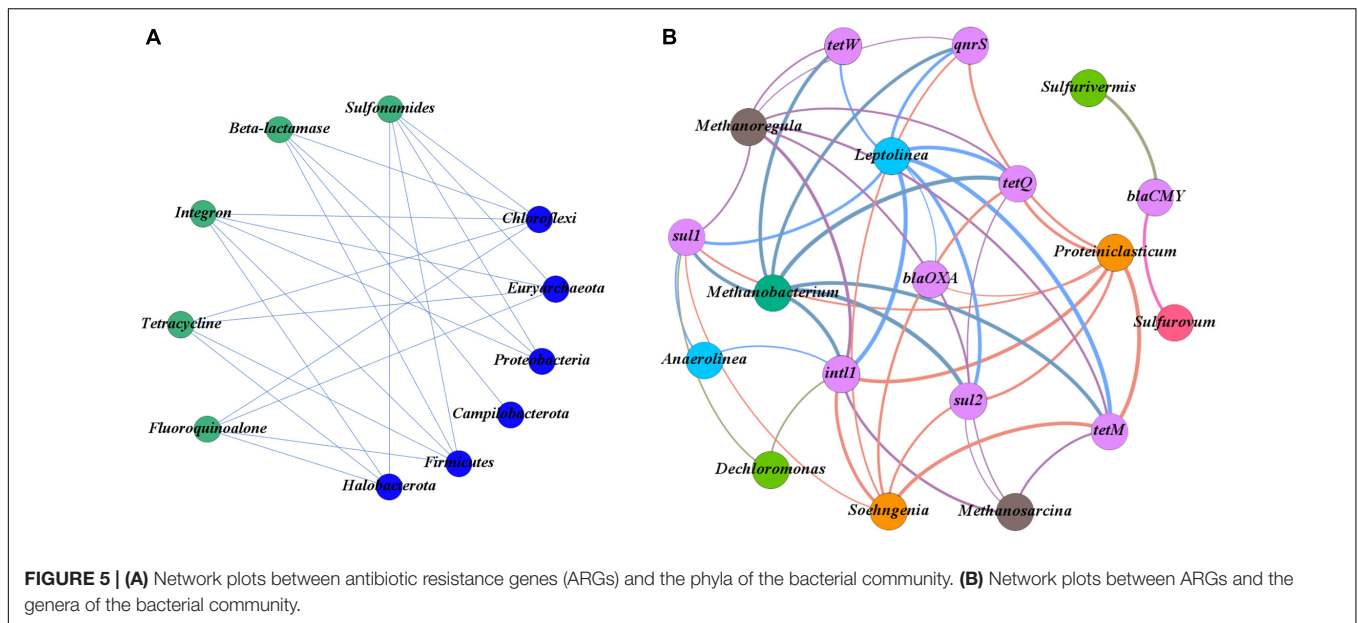 A
B
tetW
qnrS
Sulfonamides
Sulfurivermis
Beta-lactamase
Methanoregula
Leptolinea
tetQ
blaCMY
Integron
Chloroflexi
sul1
Proteiniclasticum
blaOXA
Euryarchaeota
Methanobacterium
Sulfurovum
Tetracycline
Proteobacteria
Anaerolinea
intI1
sul2
Campilobacterota
tetM
Fluoroquinoalone
Firmicutes
Dechloromonas
Halobacterota
Soehngenia
Methanosarcina
FIGURE 5 | (A) Network plots between antibiotic resistance genes (ARGs) and the phyla of the bacterial community. (B) Network plots between ARGs and the
genera of the bacterial community.